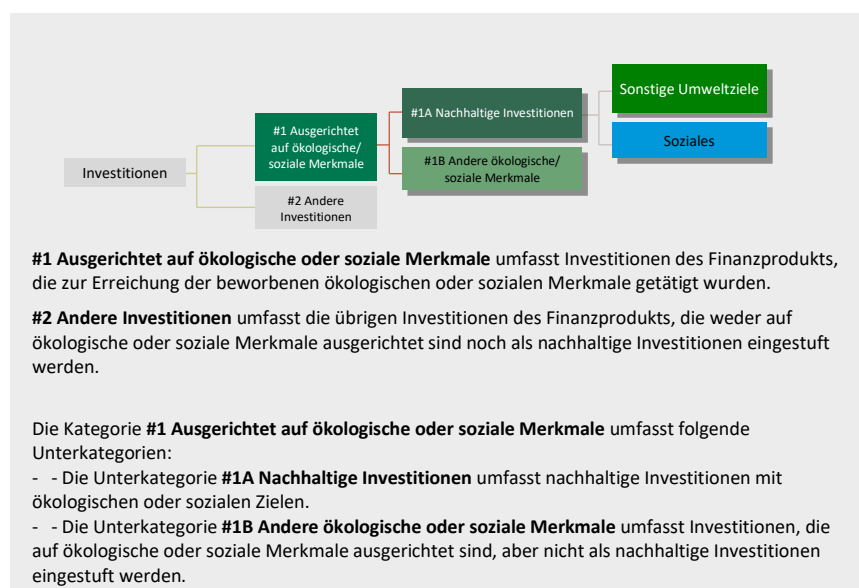 Sonstige Umweltziele
#1A Nachhaltige Investitionen
#1 Ausgerichtet
auf ökologische/
soziale Merkmale
Soziales
#1B Andere ökologische/
soziale Merkmale
Investitionen
#2 Andere
Investitionen
#1 Ausgerichtet auf ökologische oder soziale Merkmale umfasst Investitionen des Finanzprodukts,
die zur Erreichung der beworbenen ökologischen oder sozialen Merkmale getätigt wurden.
#2 Andere Investitionen umfasst die übrigen Investitionen des Finanzprodukts, die weder auf
ökologische oder soziale Merkmale ausgerichtet sind noch als nachhaltige Investitionen eingestuft
werden.
Die Kategorie #1 Ausgerichtet auf ökologische oder soziale Merkmale umfasst folgende
Unterkategorien:
- - Die Unterkategorie #1A Nachhaltige Investitionen umfasst nachhaltige Investitionen mit
ökologischen oder sozialen Zielen.
- - Die Unterkategorie #1B Andere ökologische oder soziale Merkmale umfasst Investitionen, die
auf ökologische oder soziale Merkmale ausgerichtet sind, aber nicht als nachhaltige Investitionen
eingestuft werden.